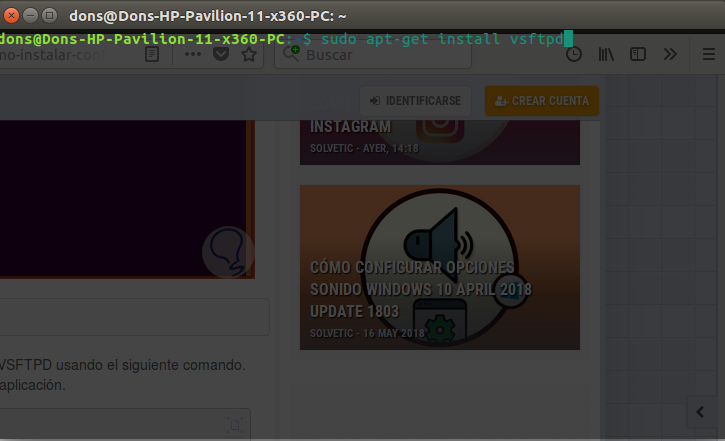 dons@Dons-HP-Pavilion-11-x360-PC: ~
dons@Dons-HP-Pavilion-11-x360-PC:~$ sudo apt-get install vsftpd
mo-instalar-con
Buscar
IDENTIFICARSE
CREAR CUENTA
INSTAGRAM
SOLVETIC - AYER, 14:18
CÓMO CONFIGURAR OPCIONES
SONIDO WINDOWS 10 APRIL 2018
UPDATE 1803
SOLVETIC - 16 MAY 2018
VSFTPD usando el siguiente comando.
aplicación.